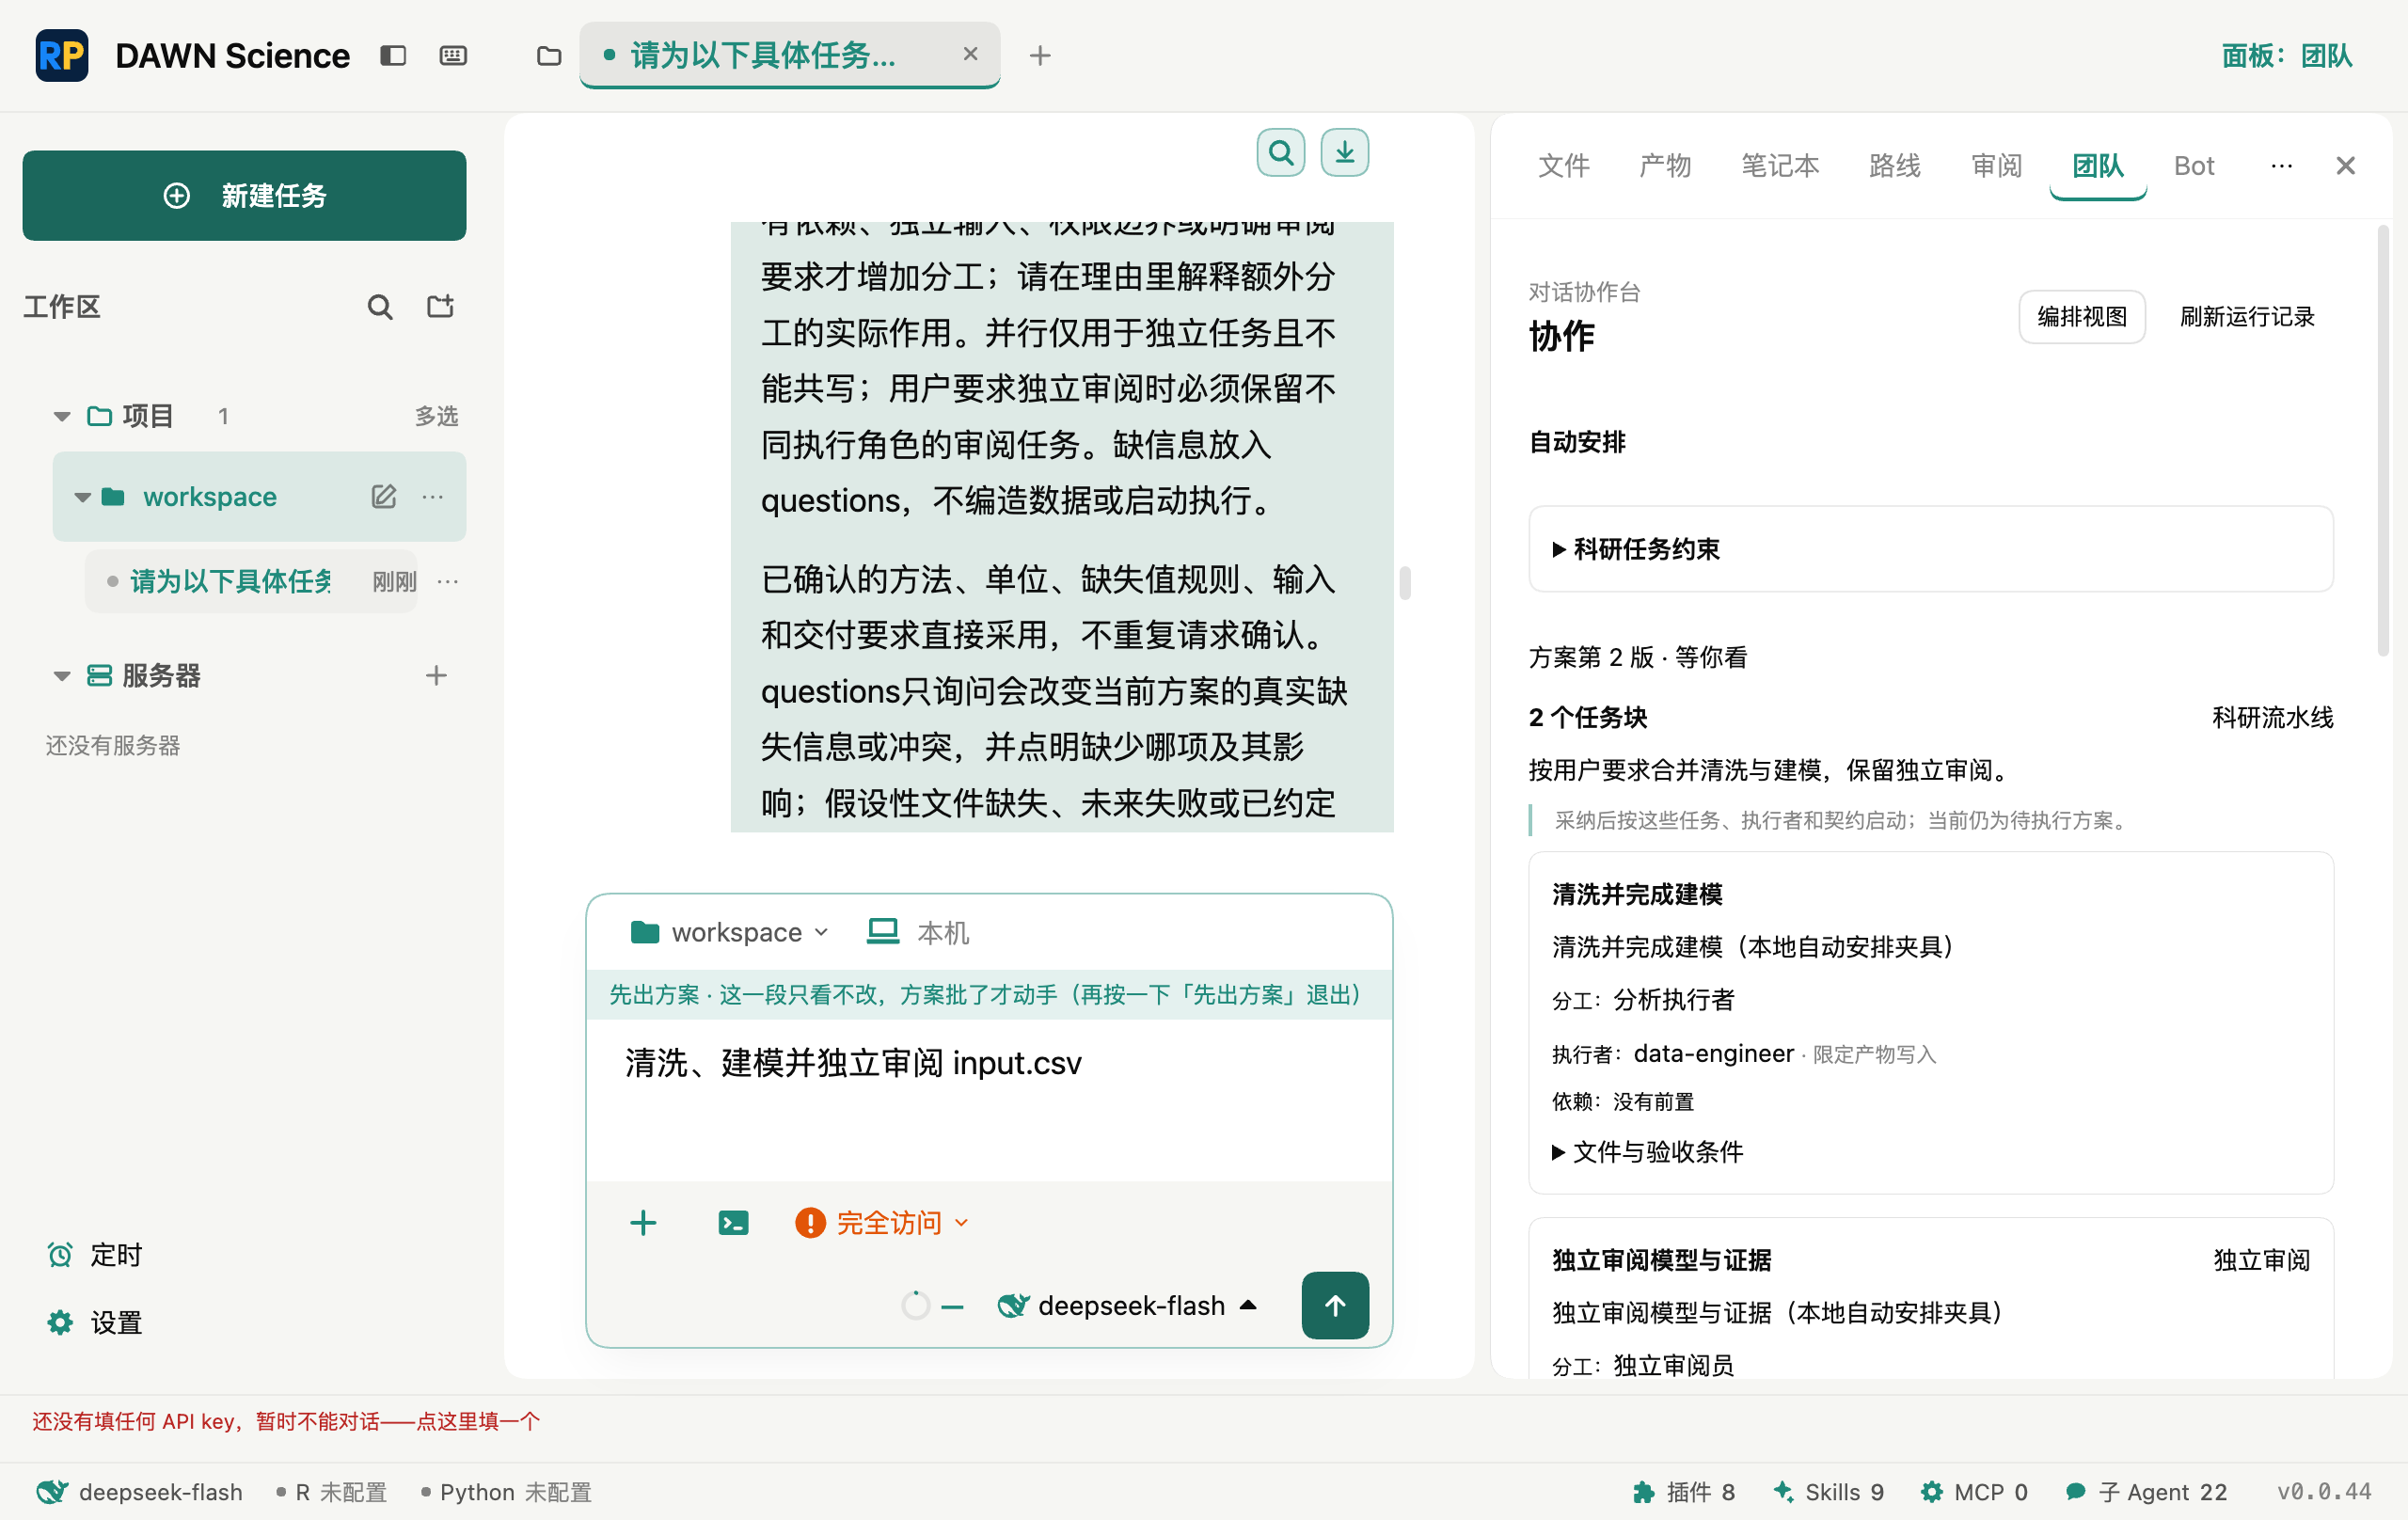 RP DAWN Science
请为以下具体任务...
面板：团队
新建任务
工作区
项目 1 多选
workspace
请为以下具体任务 刚刚
服务器
还没有服务器
定时
设置
有依赖、独立输入、权限边界或明确审阅
要求才增加分工；请在理由里解释额外分
工的实际作用。并行仅用于独立任务且不
能共写；用户要求独立审阅时必须保留不
同执行角色的审阅任务。缺信息放入
questions，不编造数据或启动执行。
已确认的方法、单位、缺失值规则、输入
和交付要求直接采用，不重复请求确认。
questions只询问会改变当前方案的真实缺
失信息或冲突，并点明缺少哪项及其影
响；假设性文件缺失、未来失败或已约定
workspace 本机
先出方案 · 这一段只看不改，方案批了才动手（再按一下「先出方案」退出）
清洗、建模并独立审阅 input.csv
完全访问
deepseek-flash
文件 产物 笔记本 路线 审阅 团队 Bot
对话协作台
协作
编排视图 刷新运行记录
自动安排
科研任务约束
方案第 2 版 · 等你看
2 个任务块 科研流水线
按用户要求合并清洗与建模，保留独立审阅。
采纳后按这些任务、执行者和契约启动；当前仍为待执行方案。
清洗并完成建模
清洗并完成建模（本地自动安排夹具）
分工：分析执行者
执行者：data-engineer · 限定产物写入
依赖：没有前置
文件与验收条件
独立审阅模型与证据 独立审阅
独立审阅模型与证据（本地自动安排夹具）
分工：独立审阅员
还没有填任何 API key，暂时不能对话——点这里填一个
deepseek-flash R 未配置 Python 未配置
插件 8 Skills 9 MCP 0 子 Agent 22 v0.0.44